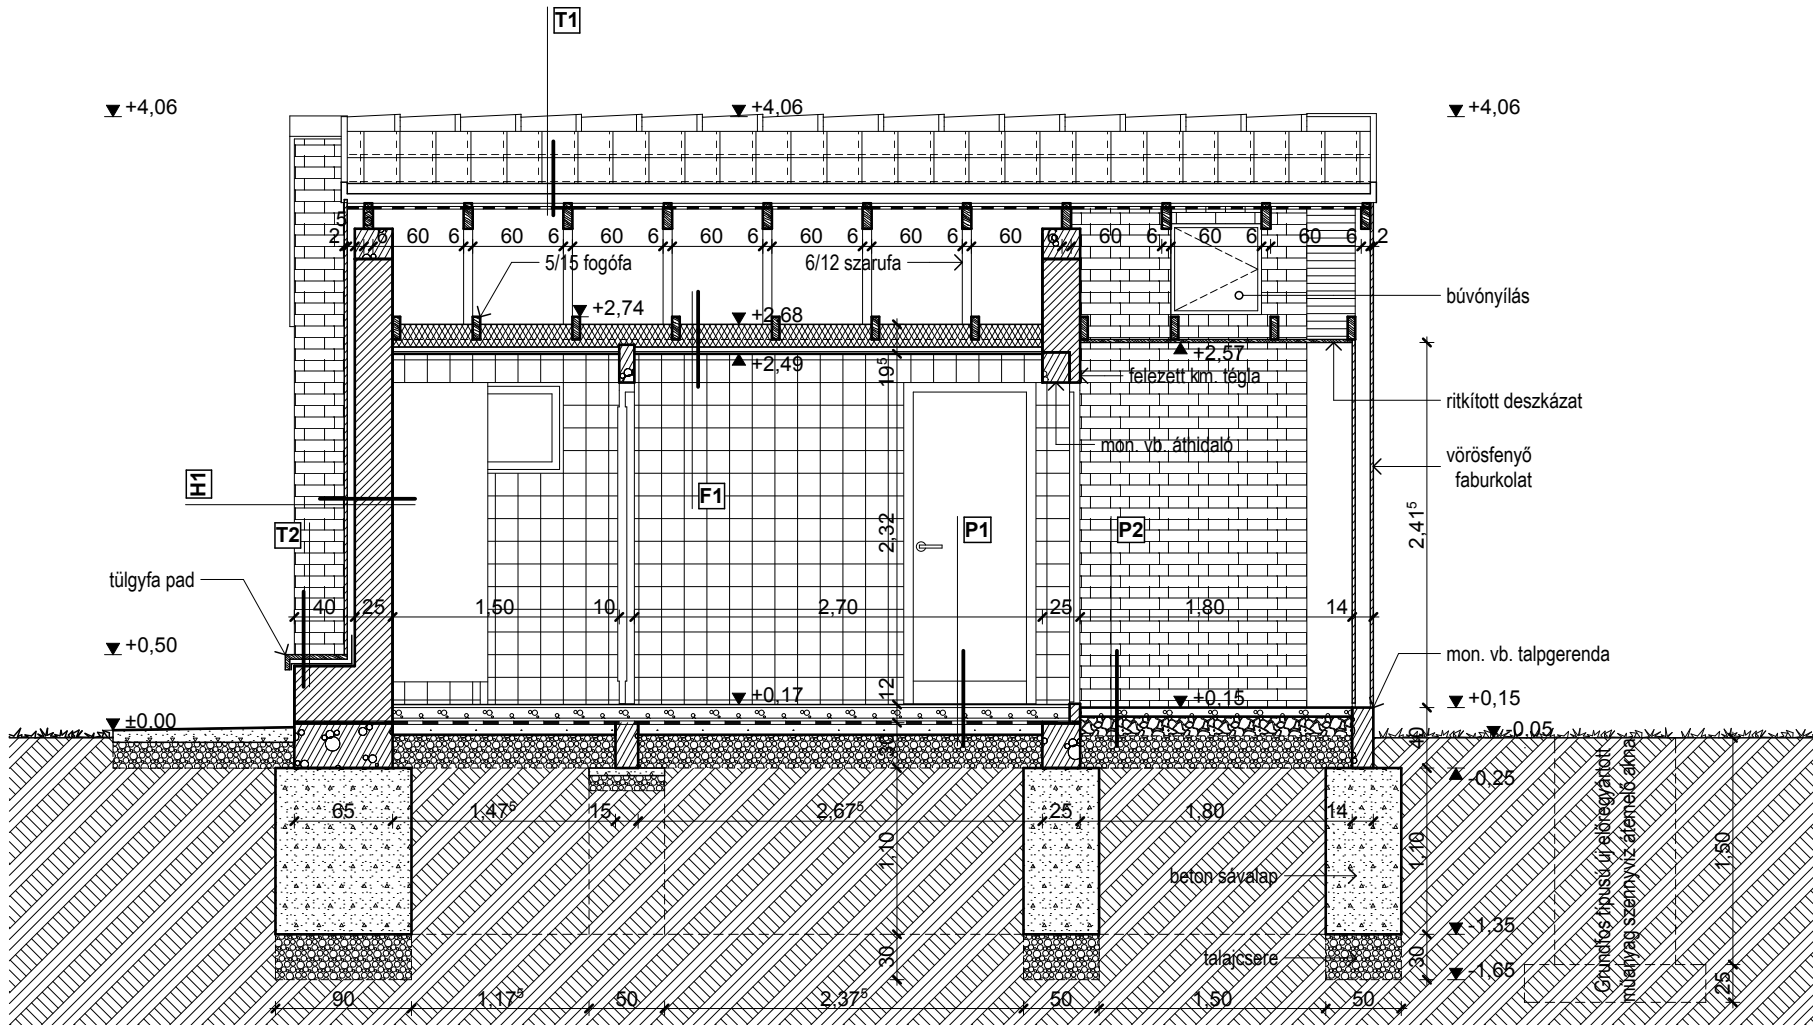 T1
+4,06
+4,06
+4,06
5
2 6 60 6 60 6 60 6 60 6 60 6 60 6 60 6 60 6 60 6 60 6 2
5/15 fogófa
6/12 szarufa
búvónyílás
+2,74
+2,68
+2,57
+2,49
19⁵
felezett km. tégla
ritkított deszkázat
mon. vb. áthidaló
vörösfenyő
faburkolat
H1
F1
T2
P1
P2
2,32
2,41⁵
tülgyfa pad
40 25 1,50 10 2,70 25 1,80 14
+0,50
mon. vb. talpgerenda
+0,17
12
+0,15
+0,15
±0,00
-0,05
30
40
-0,25
65 1,47⁵ 15 2,67⁵ 25 1,80 14
1,10
1,10
1,50
beton sávalap
Grundfos típusú új előregyártott
műanyag szennyvíz átemelő akna
-1,35
30
talajcsere
30
-1,65
25
90 1,17⁵ 50 2,37⁵ 50 1,50 50